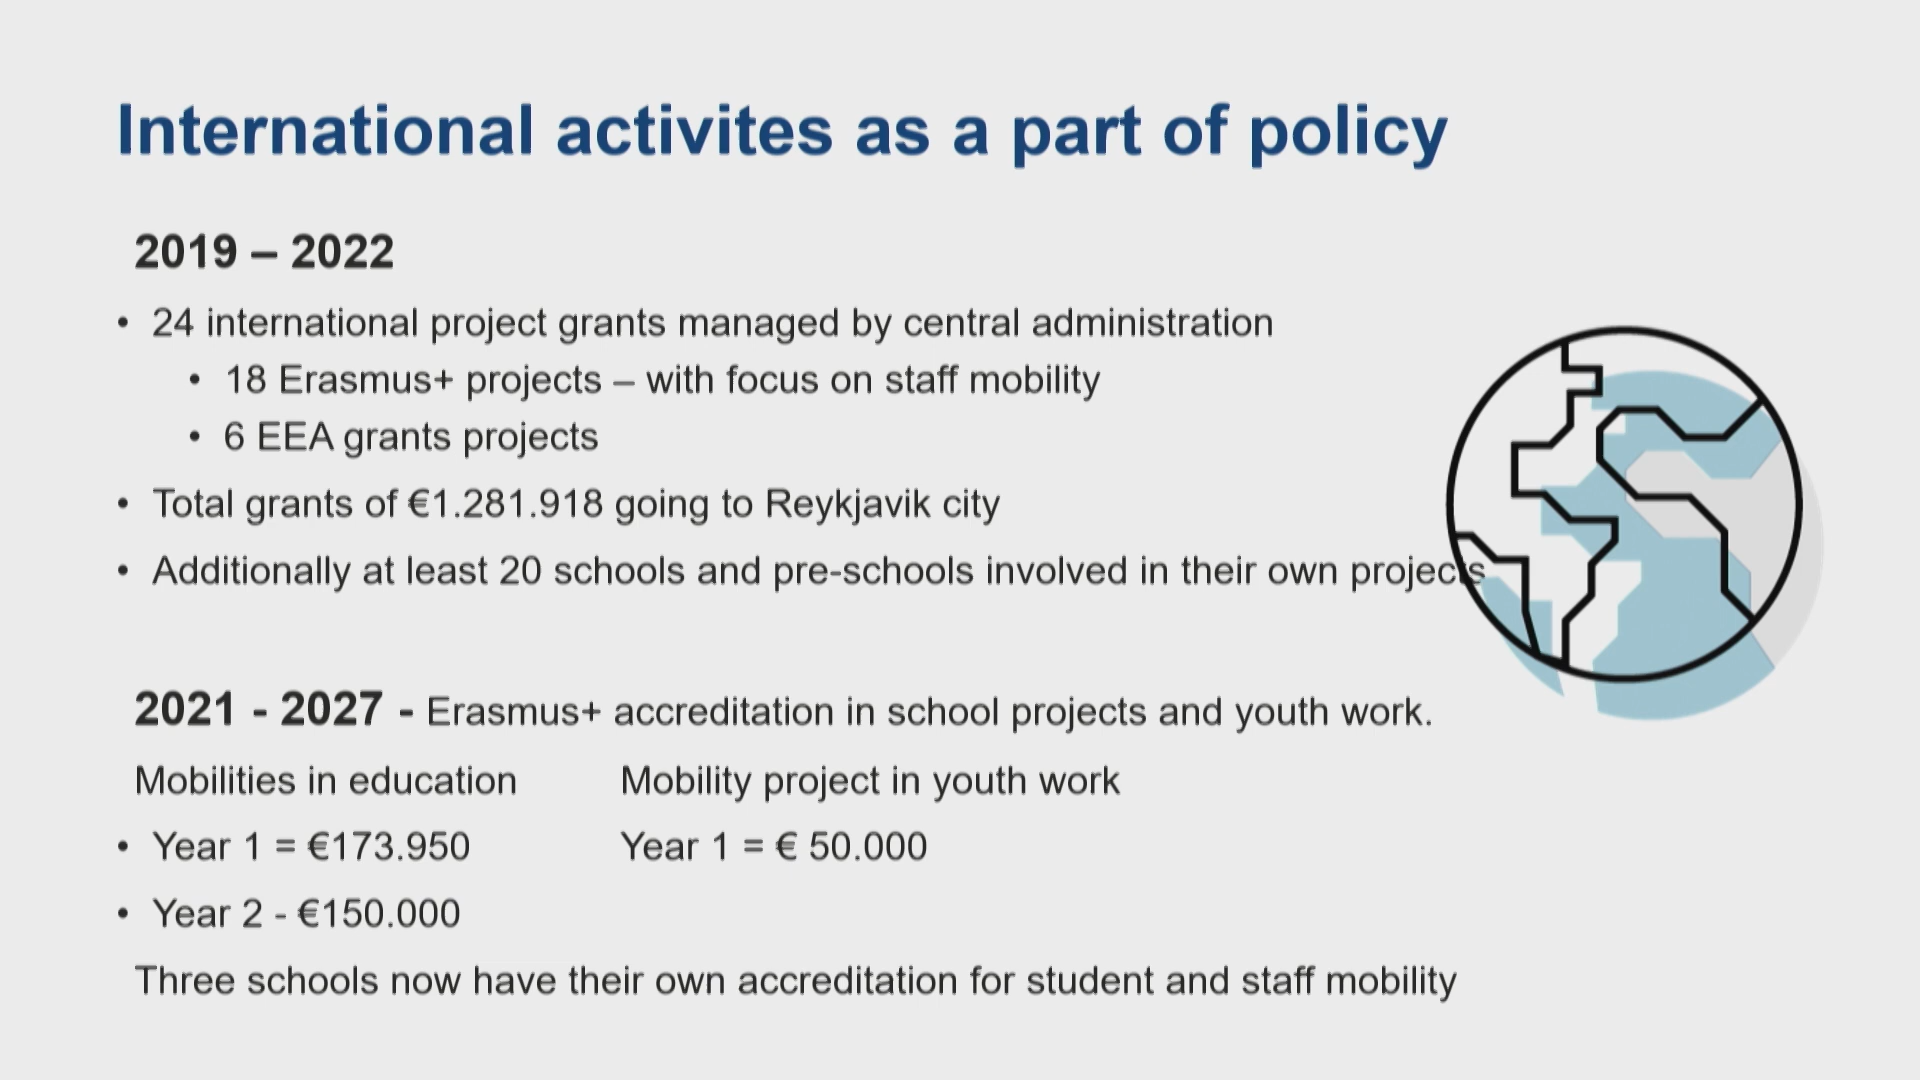 International activites as a part of policy
2019 – 2022
• 24 international project grants managed by central administration
• 18 Erasmus+ projects – with focus on staff mobility
• 6 EEA grants projects
• Total grants of €1.281.918 going to Reykjavik city
• Additionally at least 20 schools and pre-schools involved in their own projects
2021 - 2027 - Erasmus+ accreditation in school projects and youth work.
Mobilities in education Mobility project in youth work
• Year 1 = €173.950 Year 1 = € 50.000
• Year 2 - €150.000
Three schools now have their own accreditation for student and staff mobility